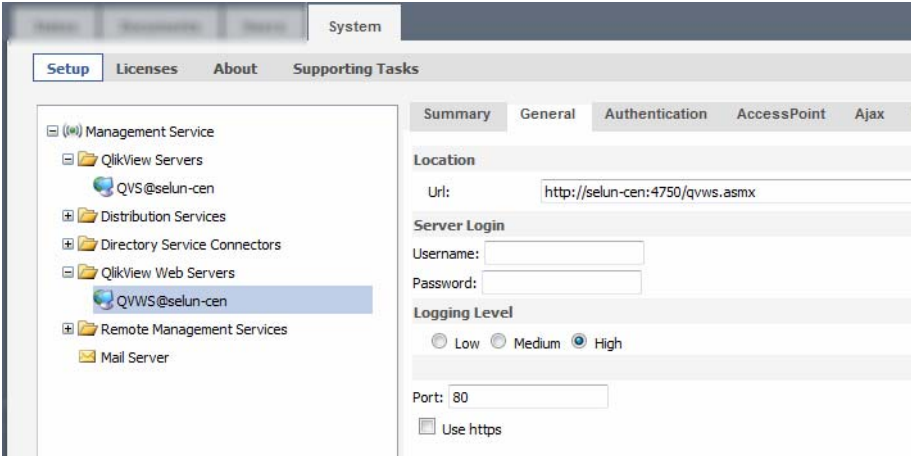 System
Setup Licenses About Supporting Tasks
Management Service
QlikView Servers
QVS@selun-cen
Distribution Services
Directory Service Connectors
QlikView Web Servers
QVWS@selun-cen
Remote Management Services
Mail Server
Summary General Authentication AccessPoint Ajax
Location
Url: http://selun-cen:4750/qvws.asmx
Server Login
Username:
Password:
Logging Level
Low Medium High
Port: 80
Use https